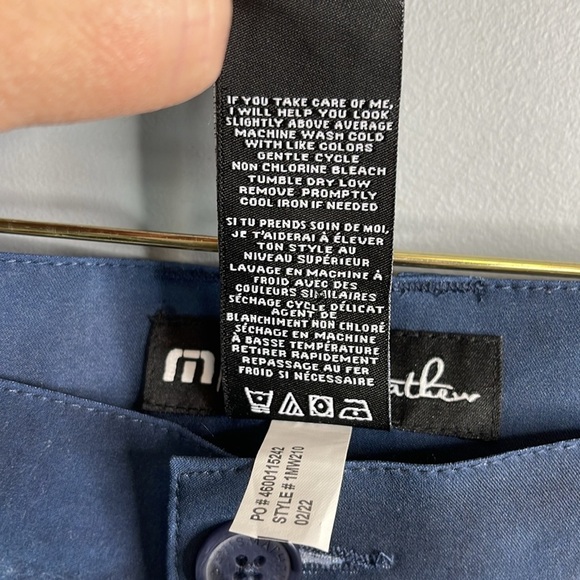 IF YOU TAKE CARE OF ME,
I WILL HELP YOU LOOK
SLIGHTLY ABOVE AVERAGE
MACHINE WASH COLD
WITH LIKE COLORS
GENTLE CYCLE
NON CHLORINE BLEACH
TUMBLE DRY LOW
REMOVE PROMPTLY
COOL IRON IF NEEDED
SI TU PRENDS SOIN DE MOI,
JE T'AIDERAI À ÉLEVER
TON STYLE AU
NIVEAU SUPÉRIEUR
LAVAGE EN MACHINE À
FROID AVEC DES
COULEURS SIMILAIRES
SÉCHAGE CYCLE DÉLICAT
AGENT DE
BLANCHIMENT NON CHLORÉ
SÉCHAGE EN MACHINE
À BASSE TEMPÉRATURE
RETIRER RAPIDEMENT
REPASSAGE AU FER
FROID SI NÉCESSAIRE
m athew
PO # 4600115242
STYLE# 1MW210
02/22